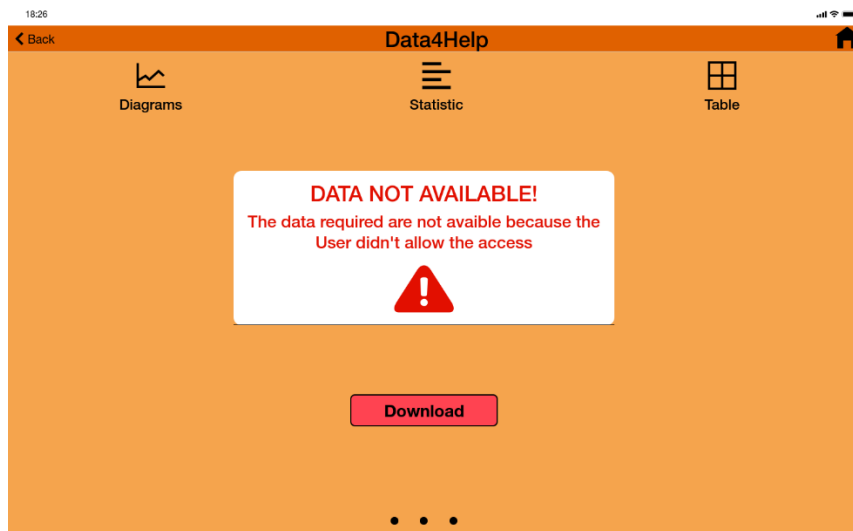 18:26
Back
Data4Help
Diagrams
Statistic
Table
DATA NOT AVAILABLE!
The data required are not avaible because the
User didn't allow the access
Download